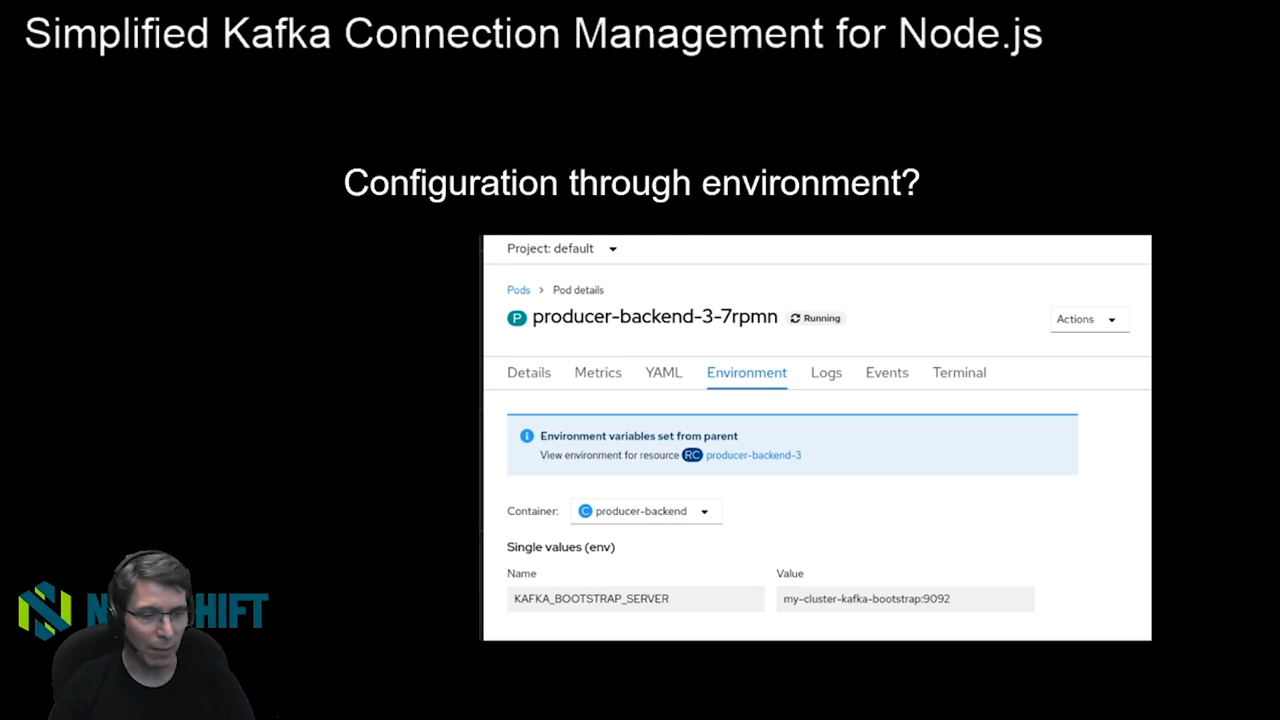 Simplified Kafka Connection Management for Node.js
Configuration through environment?
Project: default
Pods > Pod details
P producer-backend-3-7rpmn Running
Actions
Details Metrics YAML Environment Logs Events Terminal
Environment variables set from parent
View environment for resource RC producer-backend-3
Container: C producer-backend
Single values (env)
Name Value
KAFKA_BOOTSTRAP_SERVER my-cluster-kafka-bootstrap:9092